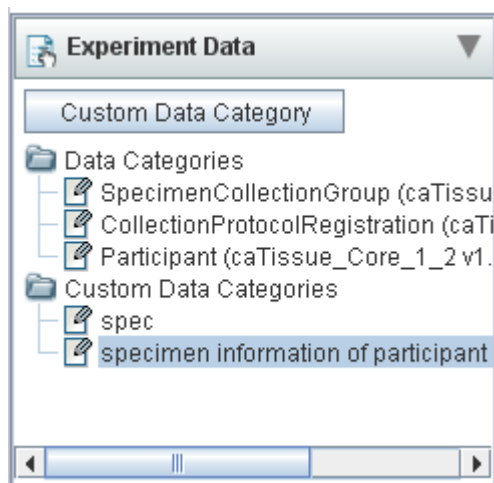 Experiment Data
Custom Data Category
Data Categories
SpecimenCollectionGroup (caTissu
CollectionProtocolRegistration (caTi
Participant (caTissue_Core_1_2 v1.
Custom Data Categories
spec
specimen information of participant